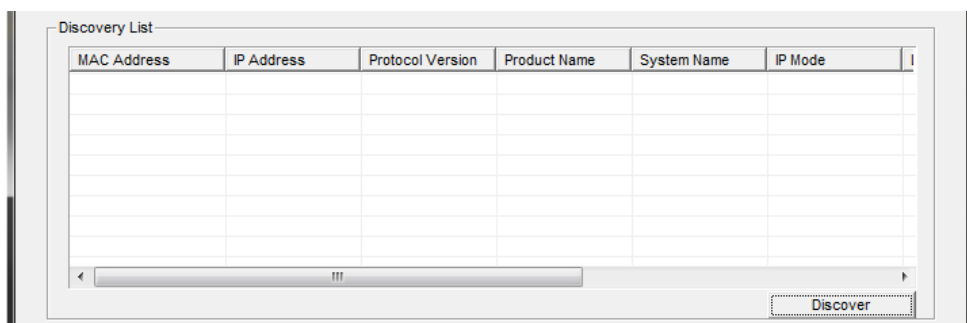 Discovery List
MAC Address IP Address Protocol Version Product Name System Name IP Mode
Discover